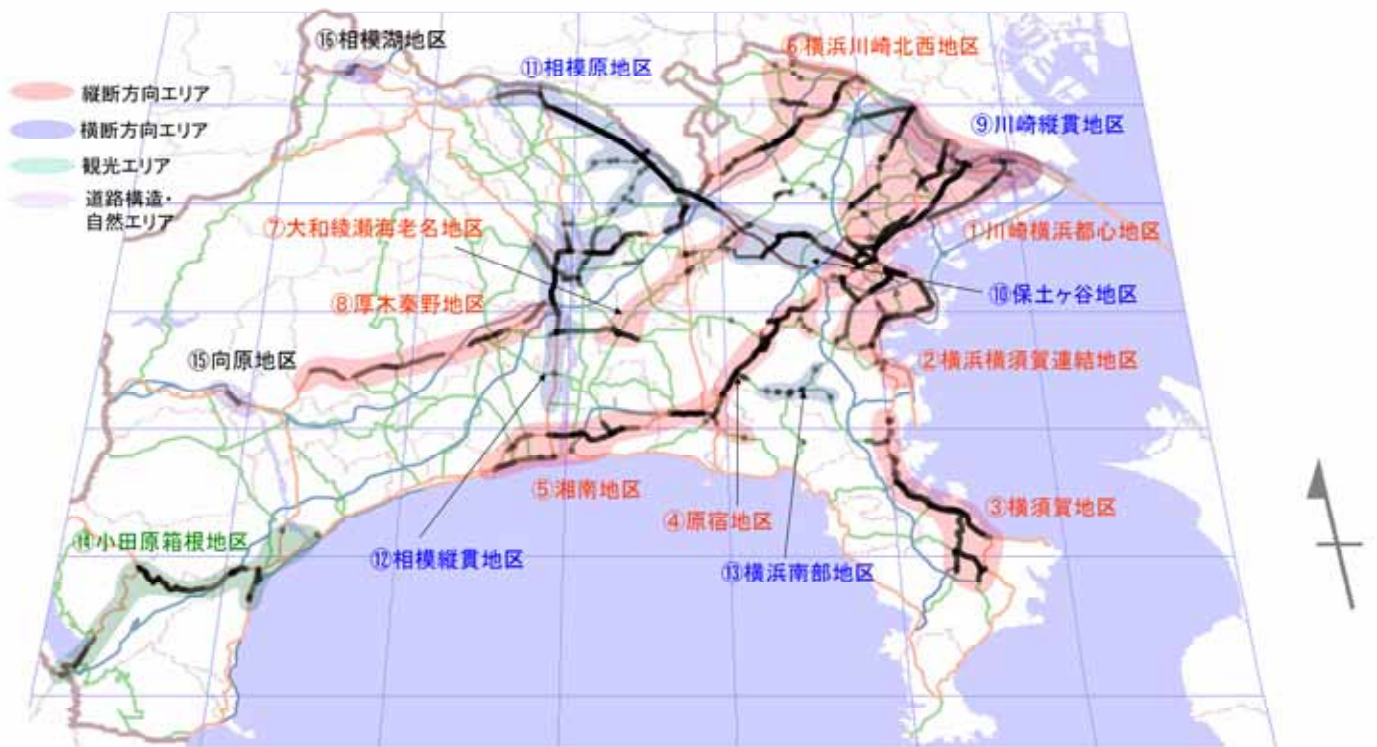 ⑯相模湖地区
⑪相模原地区
⑥横浜川崎北西地区
縦断方向エリア
横断方向エリア
観光エリア
道路構造・
自然エリア
⑨川崎縦貫地区
⑦大和綾瀬海老名地区
①川崎横浜都心地区
⑧厚木秦野地区
⑩保土ヶ谷地区
⑮向原地区
②横浜横須賀連結地区
⑤湘南地区
③横須賀地区
④原宿地区
⑭小田原箱根地区
⑫相模縦貫地区
⑬横浜南部地区